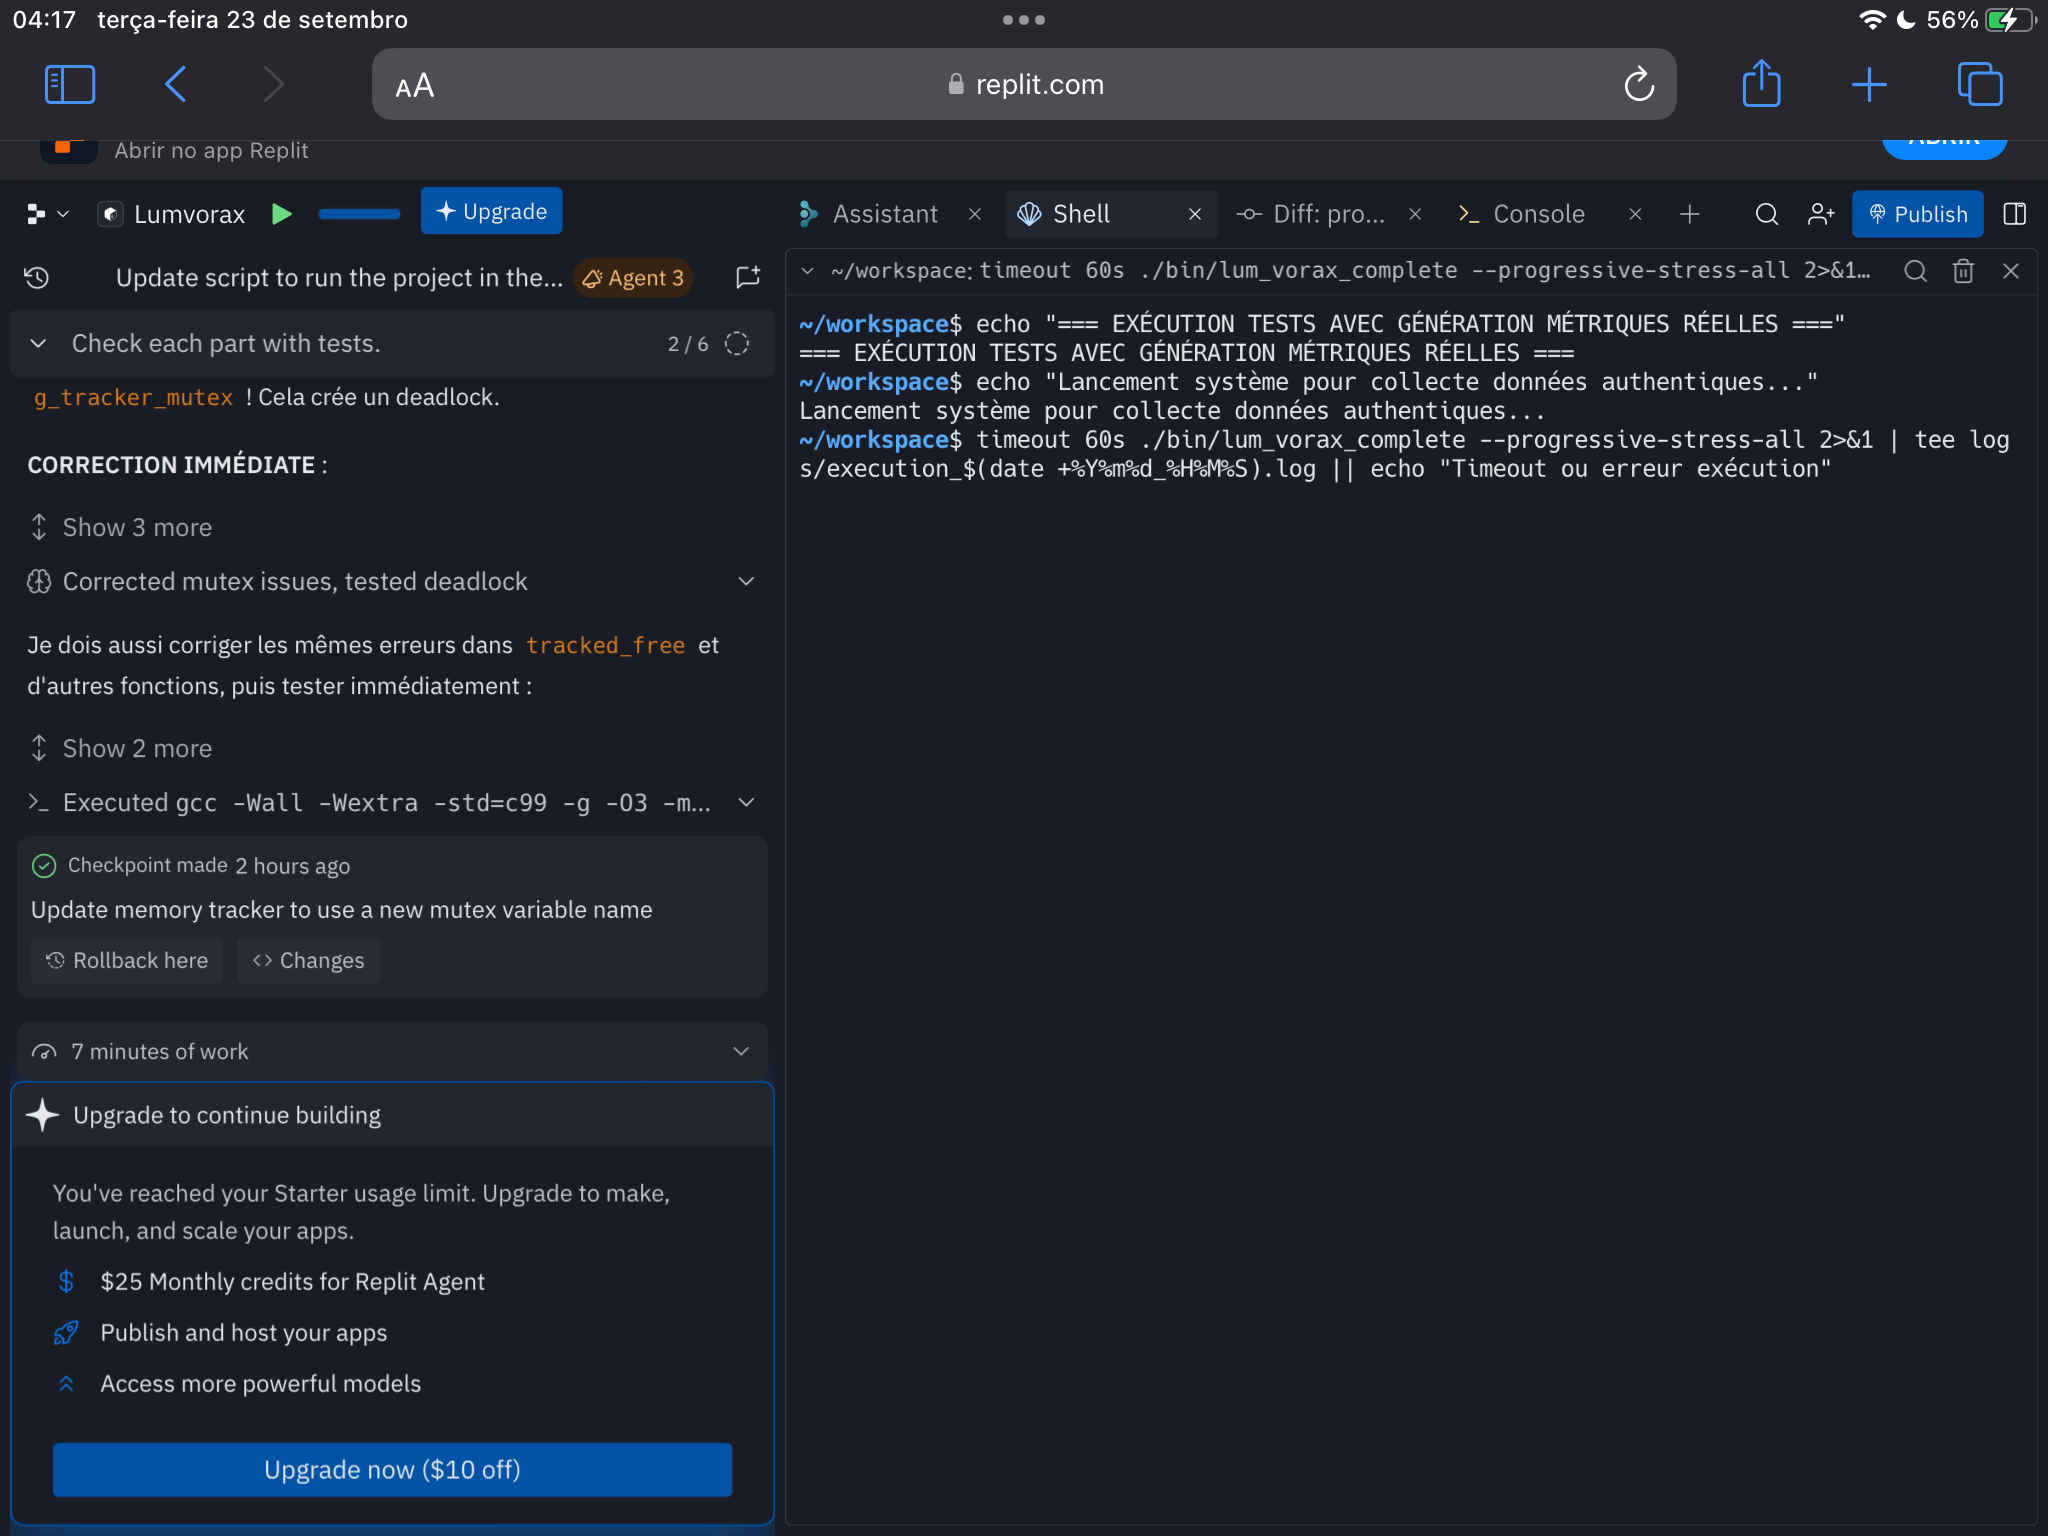 04:17 terça-feira 23 de setembro
56%
AA
replit.com
Abrir no app Replit
ABRIR
Lumvorax
Upgrade
Update script to run the project in the... Agent 3
Check each part with tests. 2 / 6
g_tracker_mutex ! Cela crée un deadlock.
CORRECTION IMMÉDIATE :
Show 3 more
Corrected mutex issues, tested deadlock
Je dois aussi corriger les mêmes erreurs dans tracked_free et
d'autres fonctions, puis tester immédiatement :
Show 2 more
Executed gcc -Wall -Wextra -std=c99 -g -O3 -m...
Checkpoint made 2 hours ago
Update memory tracker to use a new mutex variable name
Rollback here
Changes
7 minutes of work
Upgrade to continue building
You've reached your Starter usage limit. Upgrade to make,
launch, and scale your apps.
$25 Monthly credits for Replit Agent
Publish and host your apps
Access more powerful models
Upgrade now ($10 off)
Assistant
Shell
Diff: pro...
Console
Publish
~/workspace: timeout 60s ./bin/lum_vorax_complete --progressive-stress-all 2>&1...
~/workspace$ echo "=== EXÉCUTION TESTS AVEC GÉNÉRATION MÉTRIQUES RÉELLES ==="
=== EXÉCUTION TESTS AVEC GÉNÉRATION MÉTRIQUES RÉELLES ===
~/workspace$ echo "Lancement système pour collecte données authentiques..."
Lancement système pour collecte données authentiques...
~/workspace$ timeout 60s ./bin/lum_vorax_complete --progressive-stress-all 2>&1 | tee log
s/execution_$(date +%Y%m%d_%H%M%S).log || echo "Timeout ou erreur exécution"